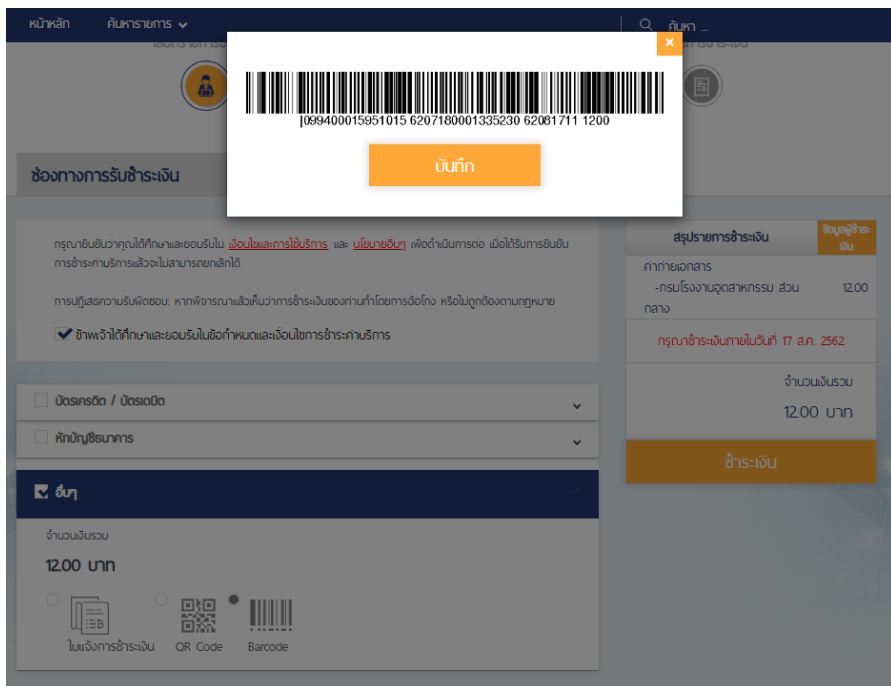 หน้าหลัก ค้นหารายการ ค้นหา ...
|099400015951015 6207180001335230 62081711 1200
บันทึก
ช่องทางการรับชำระเงิน
กรุณายินยันว่าคุณได้ศึกษาและยอมรับใน เงื่อนไขและการใช้บริการ และ นโยบายอื่นๆ เพื่อดำเนินการต่อ เมื่อได้รับการยินยัน
การชำระค่าบริการแล้วจะไม่สามารถยกเลิกได้
การปฏิเสธความรับผิดชอบ: หากพิจารณาแล้วเห็นว่าการชำระเงินของท่านทำโดยการฉ้อโกง หรือไม่ถูกต้องตามกฎหมาย
ข้าพเจ้าได้ศึกษาและยอมรับในข้อกำหนดและเงื่อนไขการชำระค่าบริการ
บัตรเครดิต / บัตรเดบิต
หักบัญชีธนาคาร
อื่นๆ
จำนวนเงินรวม
12.00 บาท
ใบแจ้งการชำระเงิน QR Code Barcode
สรุปรายการชำระเงิน
ข้อมูลผู้ชำระ
เงิน
ค่าถ่ายเอกสาร
-กรมโรงงานอุตสาหกรรม ส่วน 12.00
กลาง
กรุณาชำระเงินภายในวันที่ 17 ส.ค. 2562
จำนวนเงินรวม
12.00 บาท
ชำระเงิน